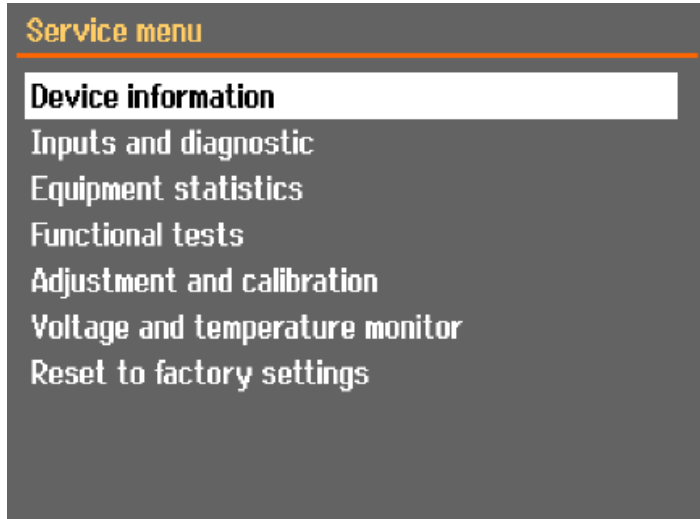 Service menu
Device information
Inputs and diagnostic
Equipment statistics
Functional tests
Adjustment and calibration
Voltage and temperature monitor
Reset to factory settings